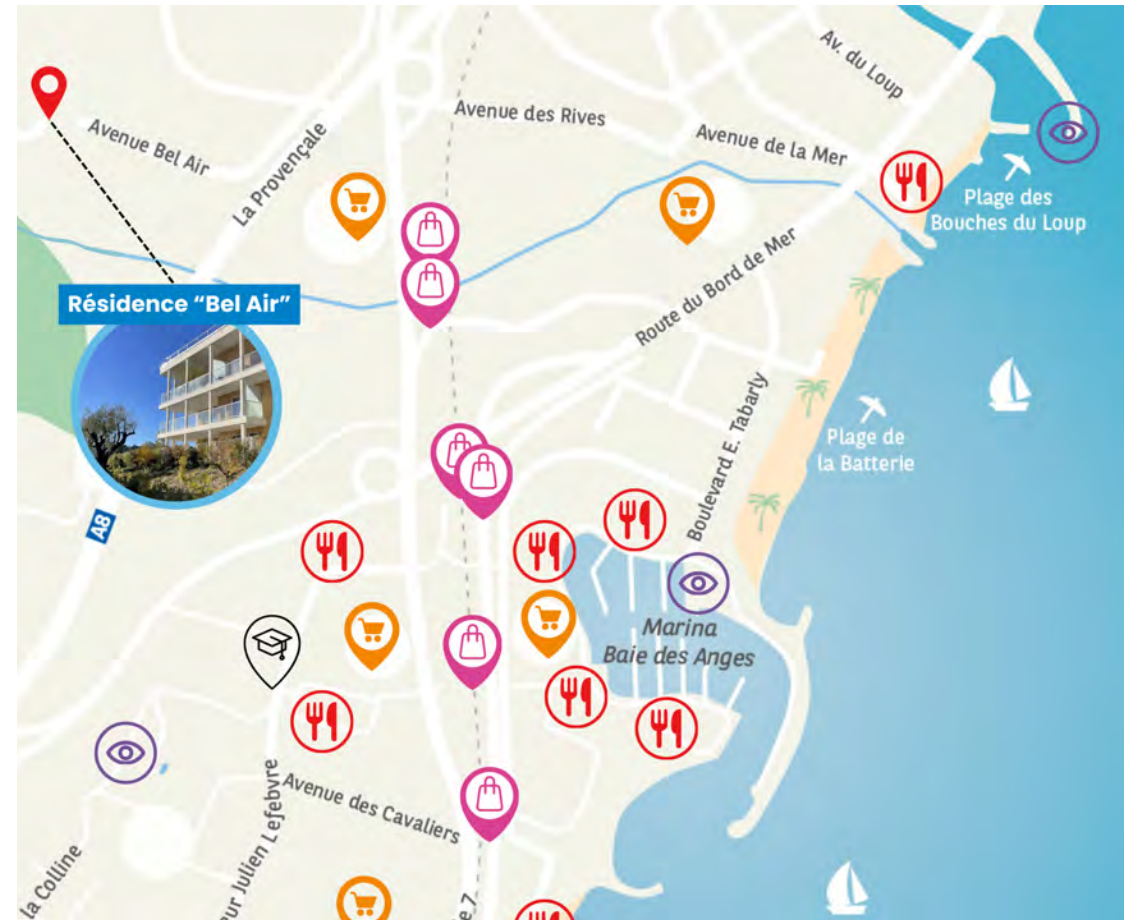 Av. du Loup
Avenue des Rives
Avenue Bel Air
Avenue de la Mer
La Provençale
Plage des
Bouches du Loup
Route du Bord de Mer
Résidence “Bel Air”
Boulevard E. Tabarly
Plage de
la Batterie
A8
Marina
Baie des Anges
Avenue des Cavaliers
Julien Lefebvre
la Colline
7